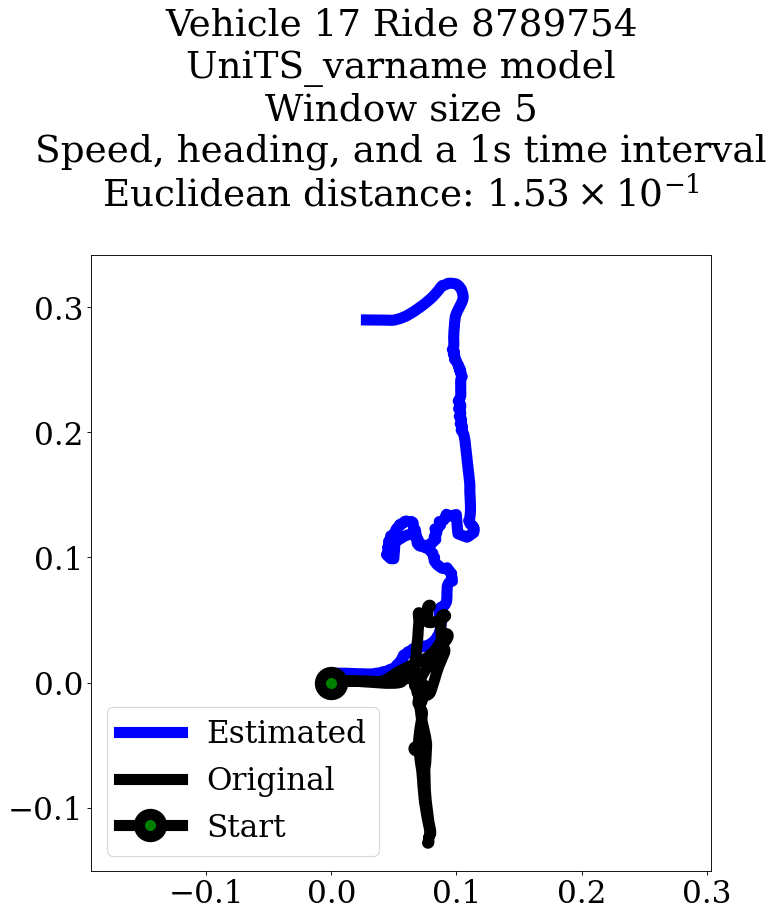 Vehicle 17 Ride 8789754
UniTS_varname model
Window size 5
Speed, heading, and a 1s time interval
Euclidean distance: 1.53 × 10⁻¹
0.3
0.2
0.1
0.0
−0.1
Estimated
Original
Start
−0.1 0.0 0.1 0.2 0.3